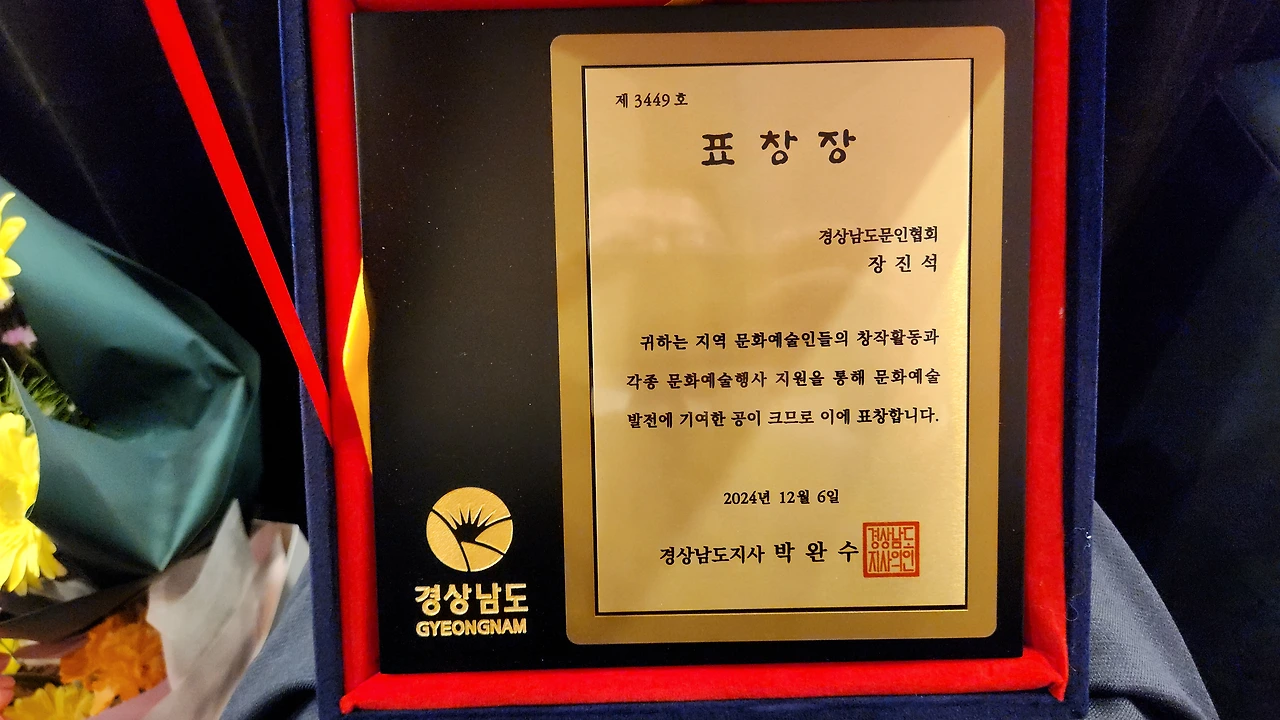 제 3449 호
표 창 장
경상남도문인협회
장 진 석
귀하는 지역 문화예술인들의 창작활동과
각종 문화예술행사 지원을 통해 문화예술
발전에 기여한 공이 크므로 이에 표창합니다.
2024년 12월 6일
경상남도지사 박 완 수
경상남도
지사의인
경상남도
GYEONGNAM